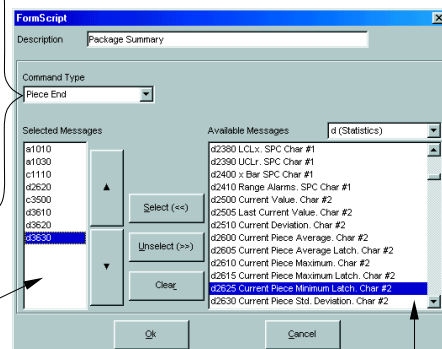 FormScript
Description Package Summary
Command Type
Piece End
Selected Messages
a1010
a1030
c1110
d2620
c3500
d3610
d3620
d3630
Select (<<)
Unselect (>>)
Clear
Available Messages d (Statistics)
d2380 LCLx. SPC Char #1
d2390 UCLr. SPC Char #1
d2400 x Bar SPC Char #1
d2410 Range Alarms. SPC Char #1
d2500 Current Value. Char #2
d2505 Last Current Value. Char #2
d2510 Current Deviation. Char #2
d2600 Current Piece Average. Char #2
d2605 Current Piece Average Latch. Char #2
d2610 Current Piece Maximum. Char #2
d2615 Current Piece Maximum Latch. Char #2
d2625 Current Piece Minimum Latch. Char #2
d2630 Current Piece Std. Deviation. Char #2
Ok Cancel